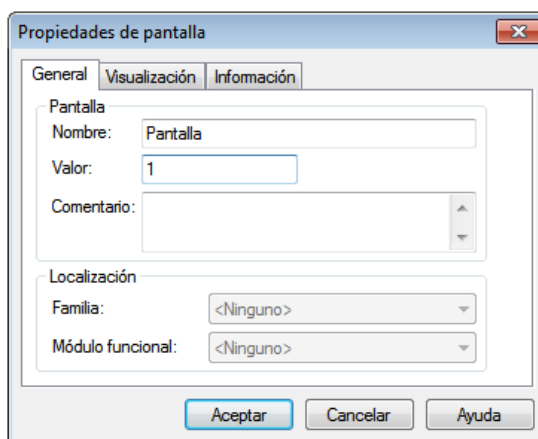 Propiedades de pantalla
General Visualización Información
Pantalla
Nombre: Pantalla
Valor: 1
Comentario:
Localización
Familia: <Ninguno>
Módulo funcional: <Ninguno>
Aceptar Cancelar Ayuda